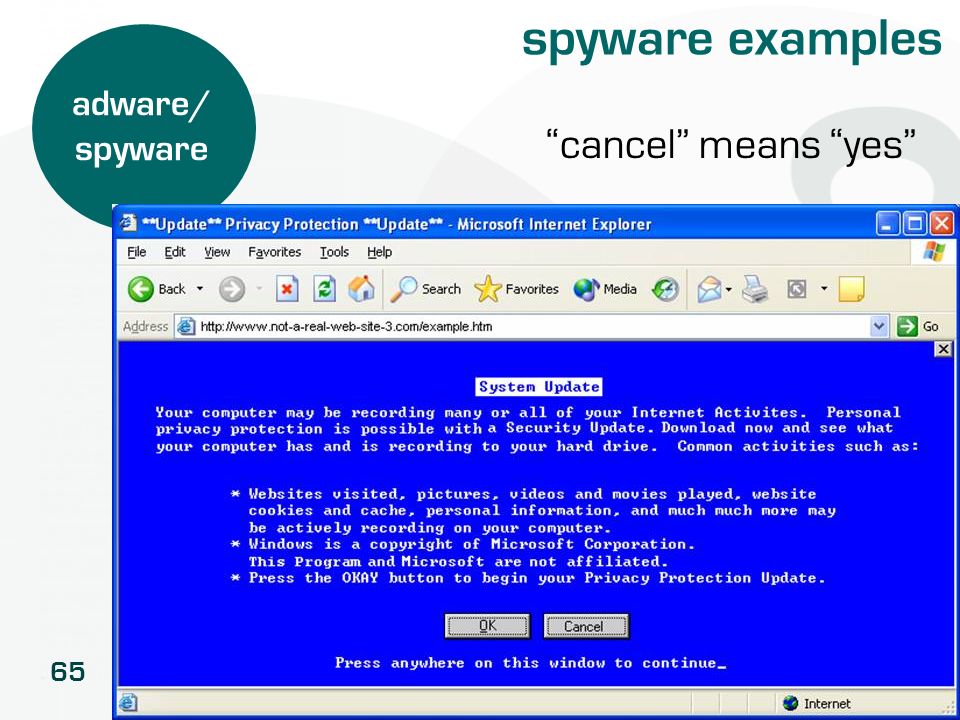 spyware examples
adware/
spyware
“cancel” means “yes”
**Update** Privacy Protection **Update** - Microsoft Internet Explorer
File Edit View Favorites Tools Help
Back Search Favorites Media
Address http://www.not-a-real-web-site-3.com/example.htm Go
System Update
Your computer may be recording many or all of your Internet Activites. Personal
privacy protection is possible with a Security Update. Download now and see what
your computer has and is recording to your hard drive. Common activities such as:
* Websites visited, pictures, videos and movies played, website
cookies and cache, personal information, and much much more may
be actively recording on your computer.
* Windows is a copyright of Microsoft Corporation.
This Program and Microsoft are not affiliated.
* Press the OKAY button to begin your Privacy Protection Update.
OK Cancel
Press anywhere on this window to continue_
65
Internet